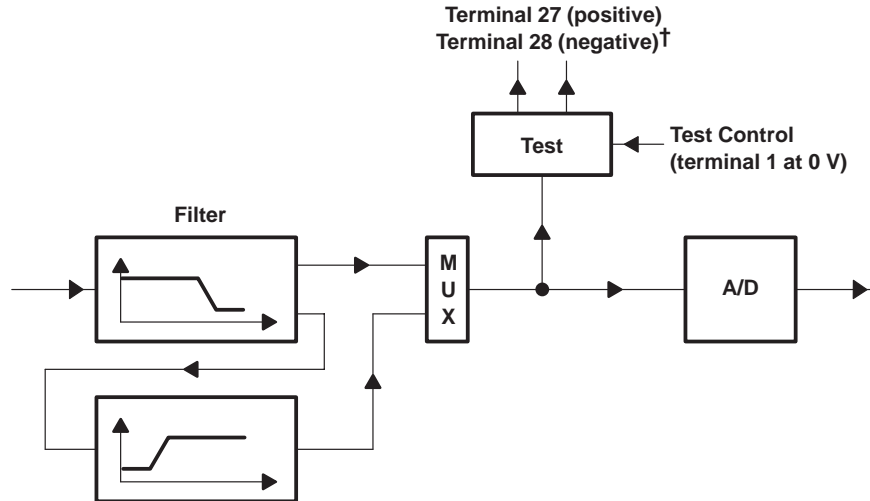 Terminal 27 (positive)
Terminal 28 (negative)†
Test
Test Control
(terminal 1 at 0 V)
Filter
M
U
X
A/D